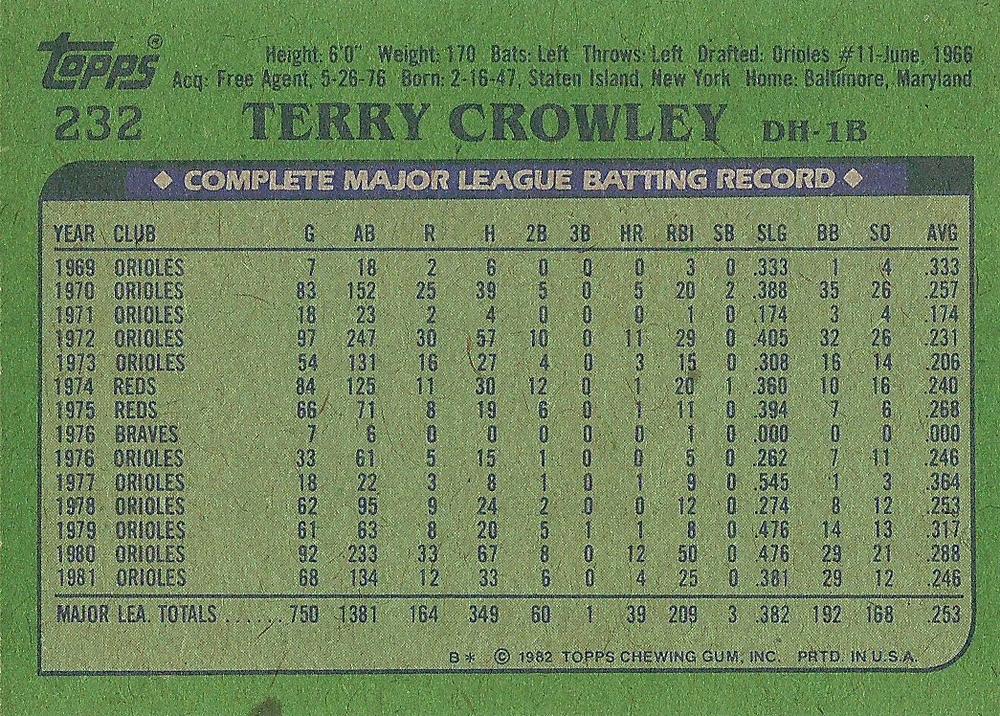 Topps® Height: 6'0" Weight: 170 Bats: Left Throws: Left Drafted: Orioles #11-June, 1966
Acq: Free Agent, 5-26-76 Born: 2-16-47, Staten Island, New York Home: Baltimore, Maryland
232 TERRY CROWLEY DH-1B
COMPLETE MAJOR LEAGUE BATTING RECORD
YEAR CLUB G AB R H 2B 3B HR RBI SB SLG BB SO AVG
1969 ORIOLES 7 18 2 6 0 0 0 3 0 .333 1 4 .333
1970 ORIOLES 83 152 25 39 5 0 5 20 2 .388 35 26 .257
1971 ORIOLES 18 23 2 4 0 0 0 1 0 .174 3 4 .174
1972 ORIOLES 97 247 30 57 10 0 11 29 0 .405 32 26 .231
1973 ORIOLES 54 131 16 27 4 0 3 15 0 .308 16 14 .206
1974 REDS 84 125 11 30 12 0 1 20 1 .360 10 16 .240
1975 REDS 66 71 8 19 6 0 1 11 0 .394 7 6 .268
1976 BRAVES 7 6 0 0 0 0 0 1 0 .000 0 0 .000
1976 ORIOLES 33 61 5 15 1 0 0 5 0 .262 7 11 .246
1977 ORIOLES 18 22 3 8 1 0 1 9 0 .545 1 3 .364
1978 ORIOLES 62 95 9 24 2 0 0 12 0 .274 8 12 .253
1979 ORIOLES 61 63 8 20 5 1 1 8 0 .476 14 13 .317
1980 ORIOLES 92 233 33 67 8 0 12 50 0 .476 29 21 .288
1981 ORIOLES 68 134 12 33 6 0 4 25 0 .381 29 12 .246
MAJOR LEA. TOTALS ...... 750 1381 164 349 60 1 39 209 3 .382 192 168 .253
B* © 1982 TOPPS CHEWING GUM, INC. PRTD. IN U.S.A.